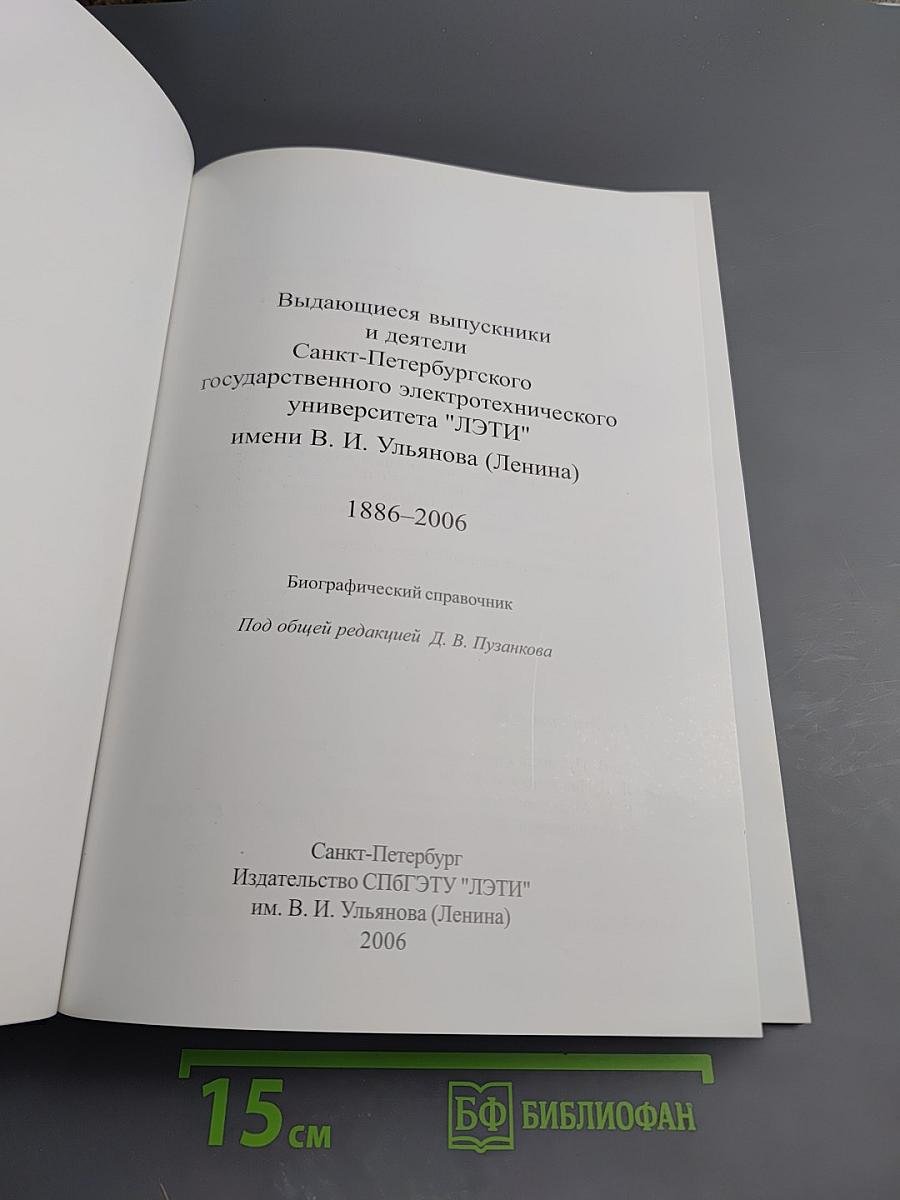 Выдающиеся выпускники
и деятели
Санкт-Петербургского
государственного электротехнического
университета "ЛЭТИ"
имени В. И. Ульянова (Ленина)
1886–2006
Биографический справочник
Под общей редакцией Д. В. Пузанкова
Санкт-Петербург
Издательство СПбГЭТУ "ЛЭТИ"
им. В. И. Ульянова (Ленина)
2006
15 см
БФ БИБЛИОФАН